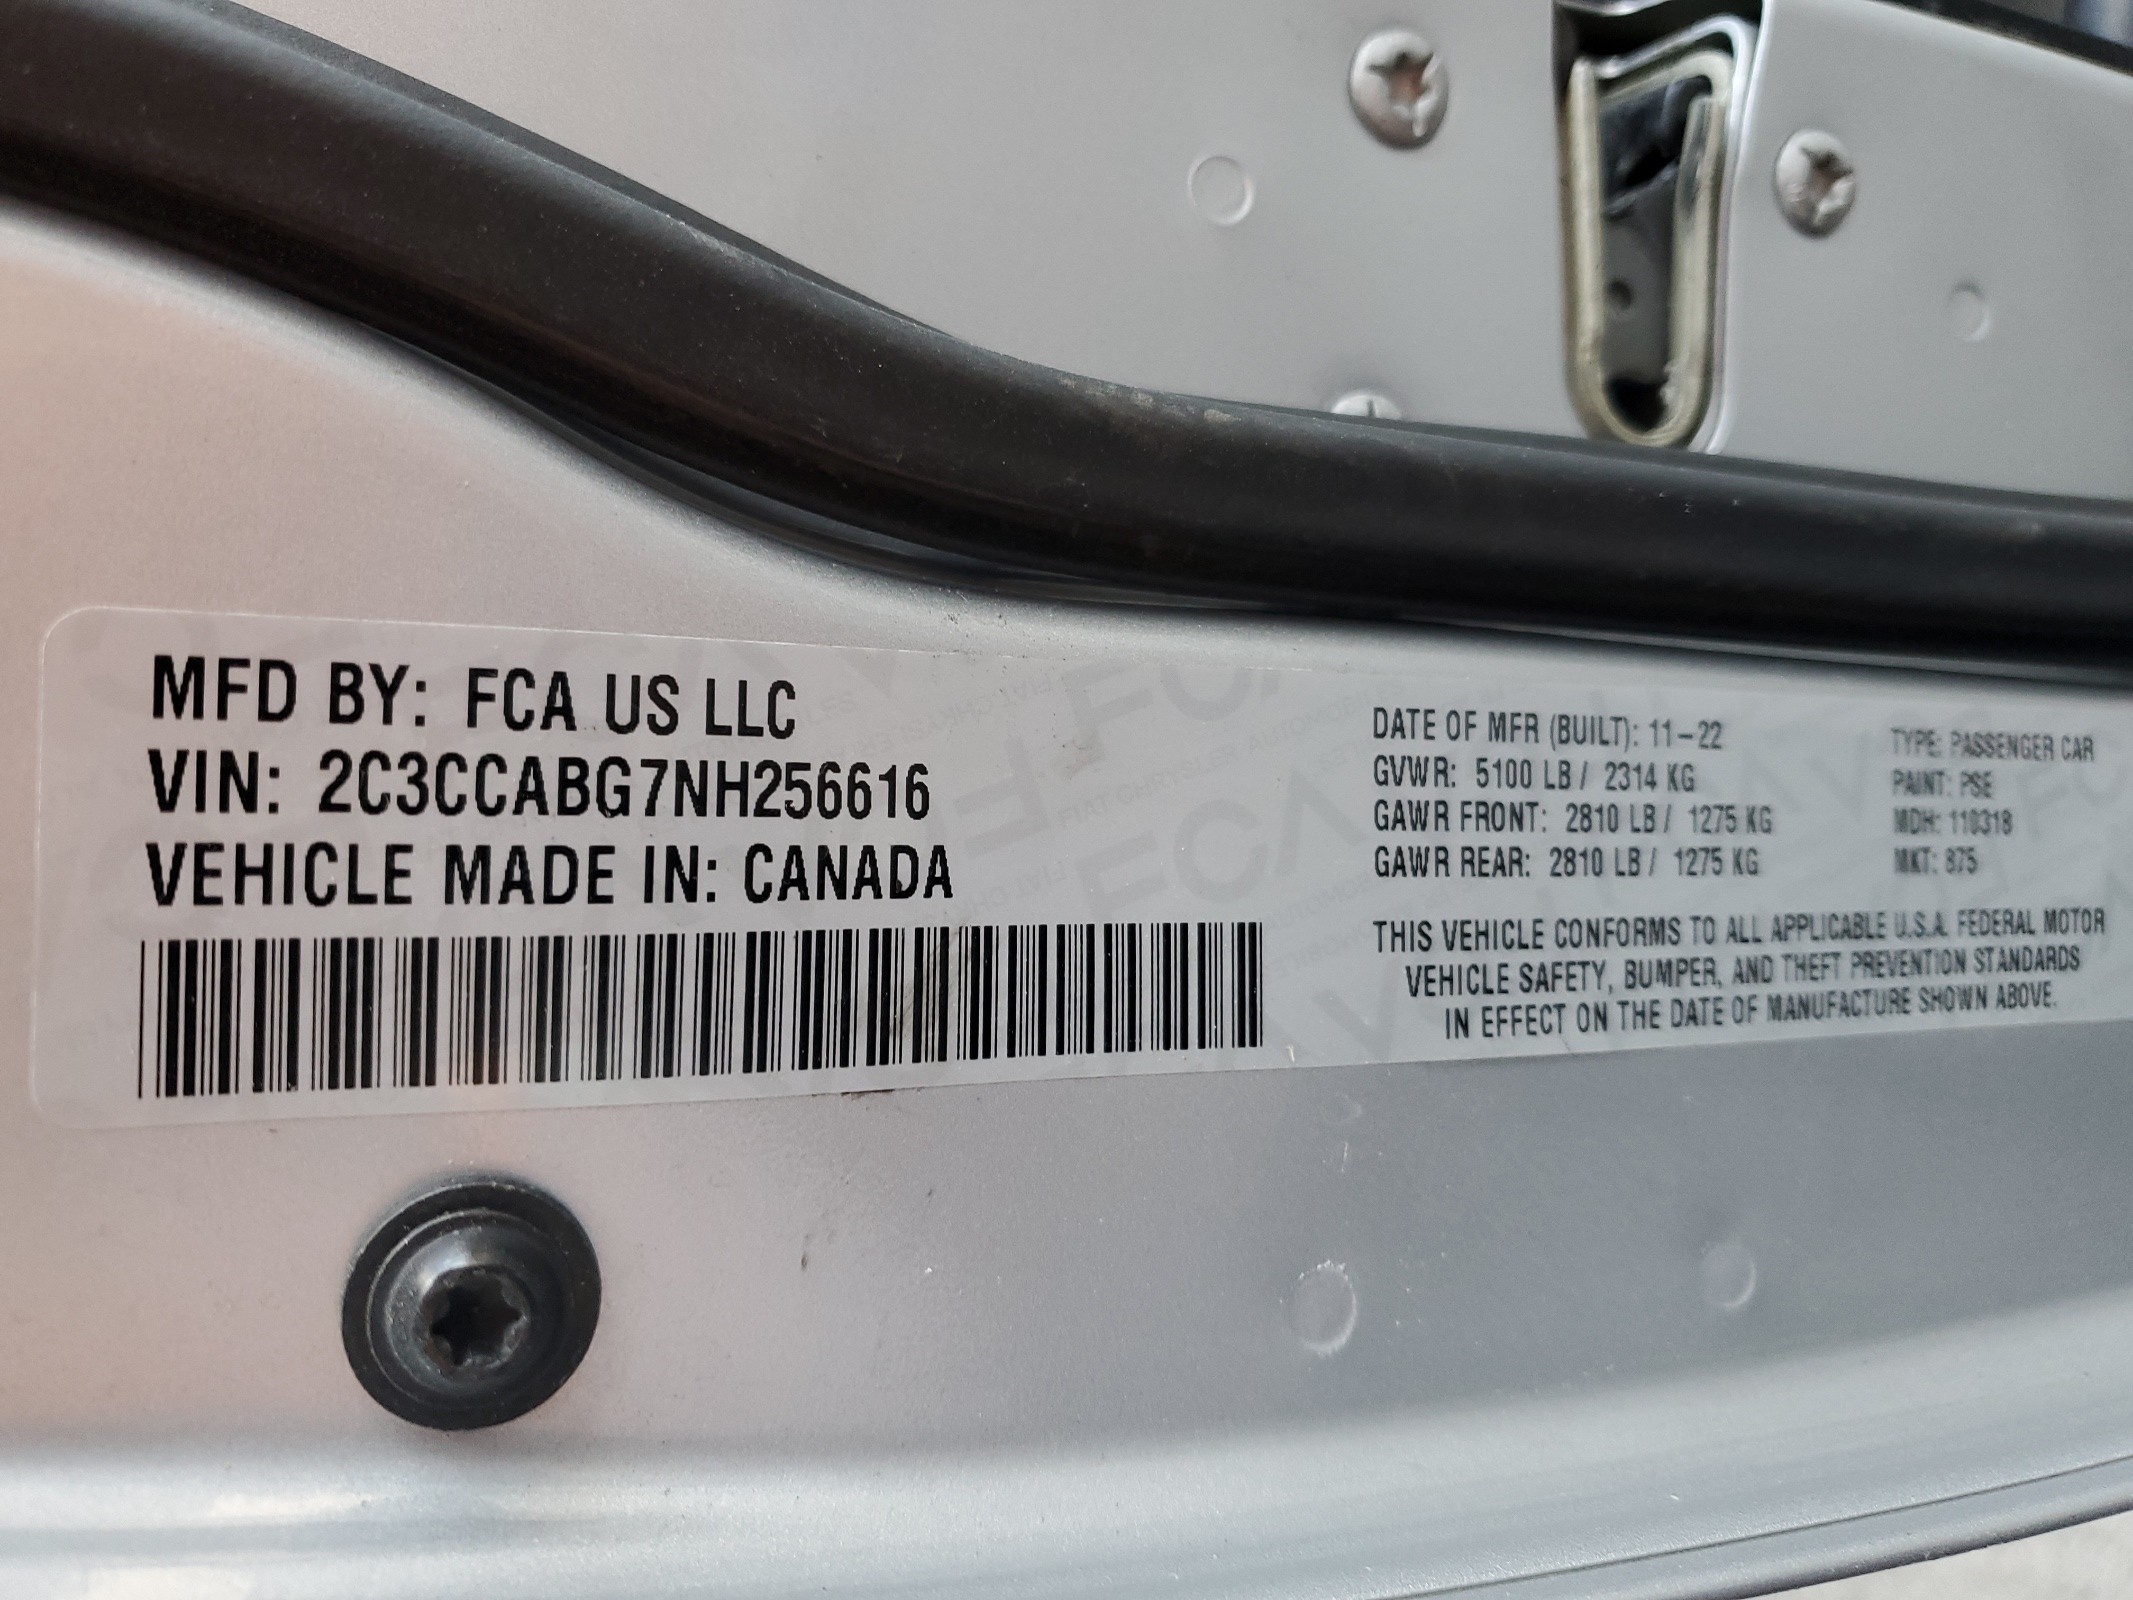 MFD BY: FCA US LLC
VIN: 2C3CCABG7NH256616
VEHICLE MADE IN: CANADA
DATE OF MFR (BUILT): 11-22
GVWR: 5100 LB / 2314 KG
GAWR FRONT: 2810 LB / 1275 KG
GAWR REAR: 2810 LB / 1275 KG
TYPE: PASSENGER CAR
PAINT: PSE
MDH: 110318
MKT: 875
THIS VEHICLE CONFORMS TO ALL APPLICABLE U.S.A. FEDERAL MOTOR
VEHICLE SAFETY, BUMPER, AND THEFT PREVENTION STANDARDS
IN EFFECT ON THE DATE OF MANUFACTURE SHOWN ABOVE.